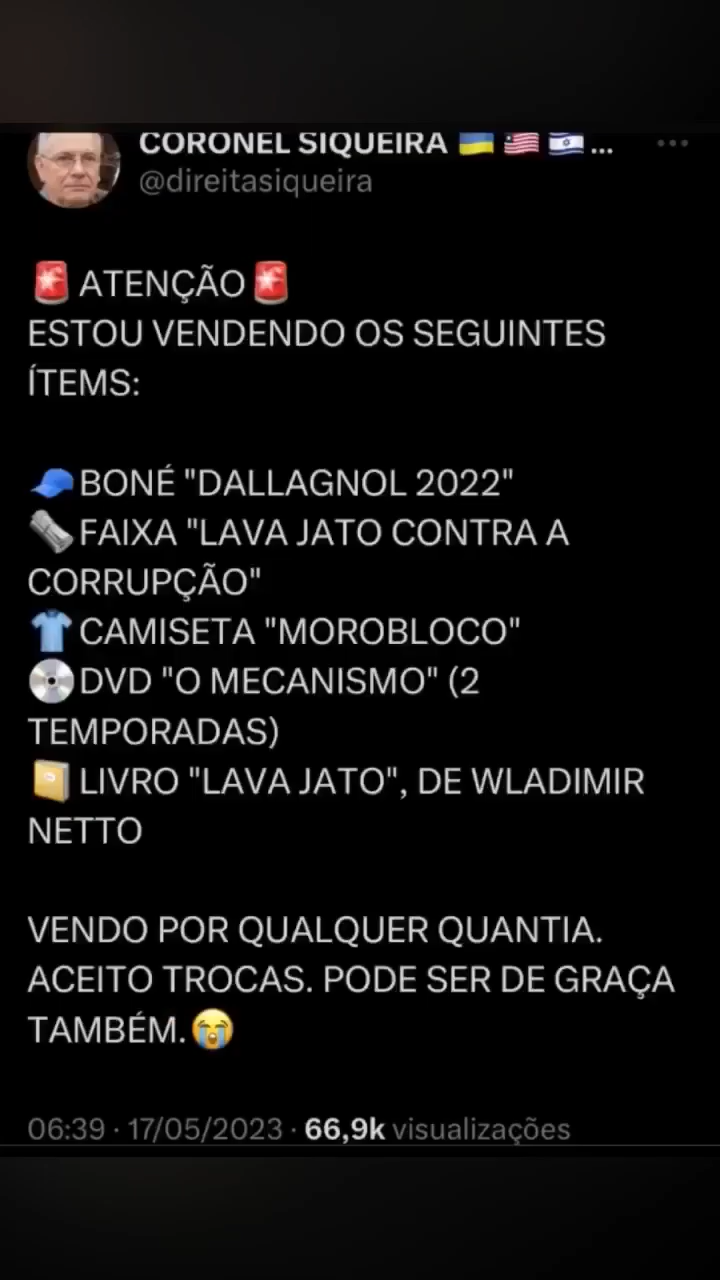 CORONEL SIQUEIRA 🇺🇦 🇱🇷 🇮🇱 ...
@direitasiqueira
🚨 ATENÇÃO 🚨
ESTOU VENDENDO OS SEGUINTES
ÍTEMS:
🧢 BONÉ "DALLAGNOL 2022"
🗞️ FAIXA "LAVA JATO CONTRA A
CORRUPÇÃO"
👕 CAMISETA "MOROBLOCO"
💿 DVD "O MECANISMO" (2
TEMPORADAS)
📔 LIVRO "LAVA JATO", DE WLADIMIR
NETTO
VENDO POR QUALQUER QUANTIA.
ACEITO TROCAS. PODE SER DE GRAÇA
TAMBÉM. 😭
06:39 · 17/05/2023 · 66,9k visualizações